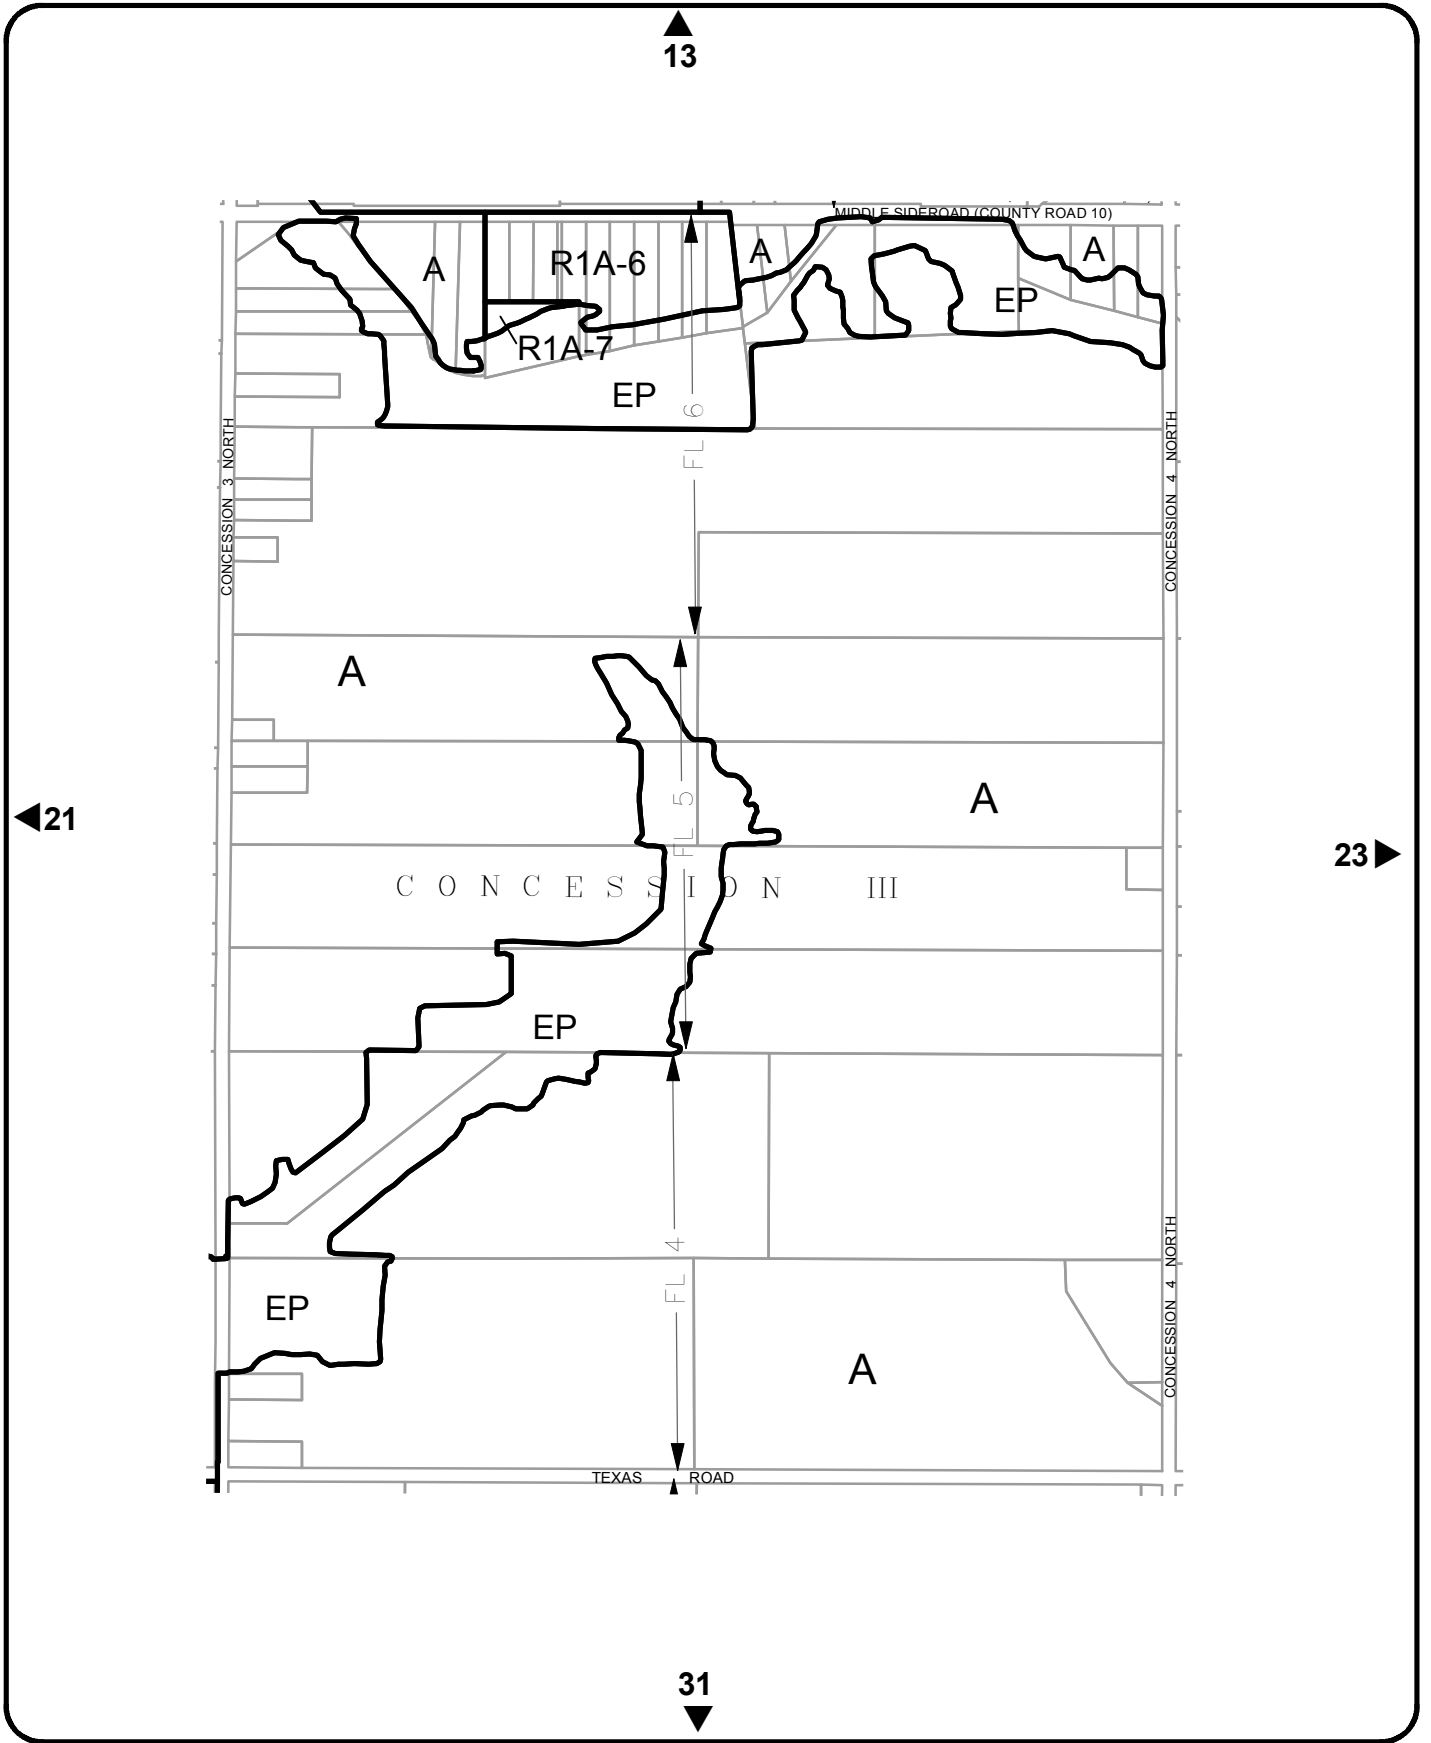 13
MIDDLE SIDEROAD (COUNTY ROAD 10)
A
R1A-6
A
A
EP
R1A-7
EP
FL 6
CONCESSION 3 NORTH
CONCESSION 4 NORTH
A
A
FL 5
21
23
CONCESSION III
EP
FL 4
CONCESSION 4 NORTH
EP
A
TEXAS ROAD
31